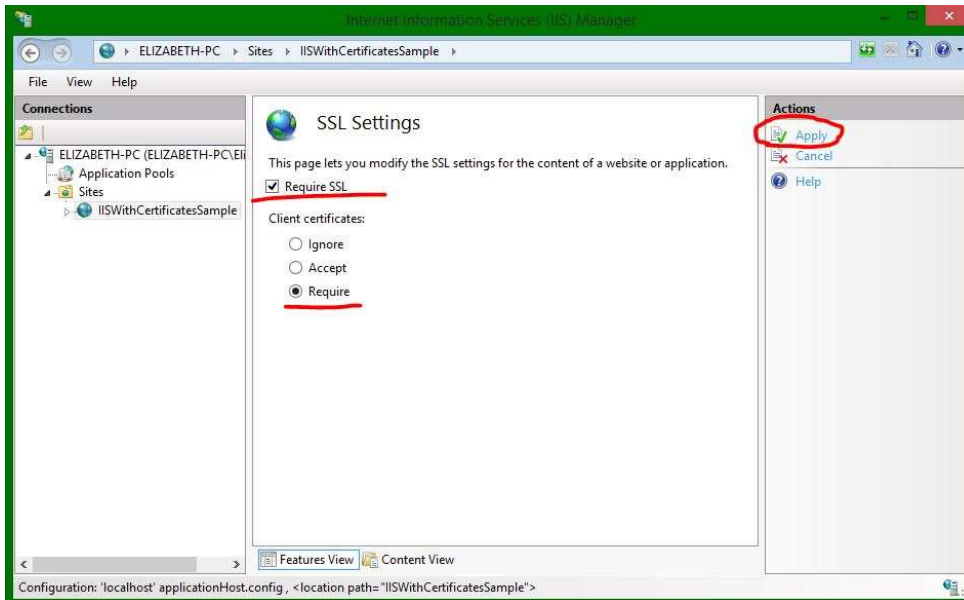 Internet Information Services (IIS) Manager
ELIZABETH-PC Sites IISWithCertificatesSample
File View Help
Connections
ELIZABETH-PC (ELIZABETH-PC\Eli
Application Pools
Sites
IISWithCertificatesSample
SSL Settings
This page lets you modify the SSL settings for the content of a website or application.
Require SSL
Client certificates:
Ignore
Accept
Require
Features View Content View
Actions
Apply
Cancel
Help
Configuration: 'localhost' applicationHost.config , <location path="IISWithCertificatesSample">